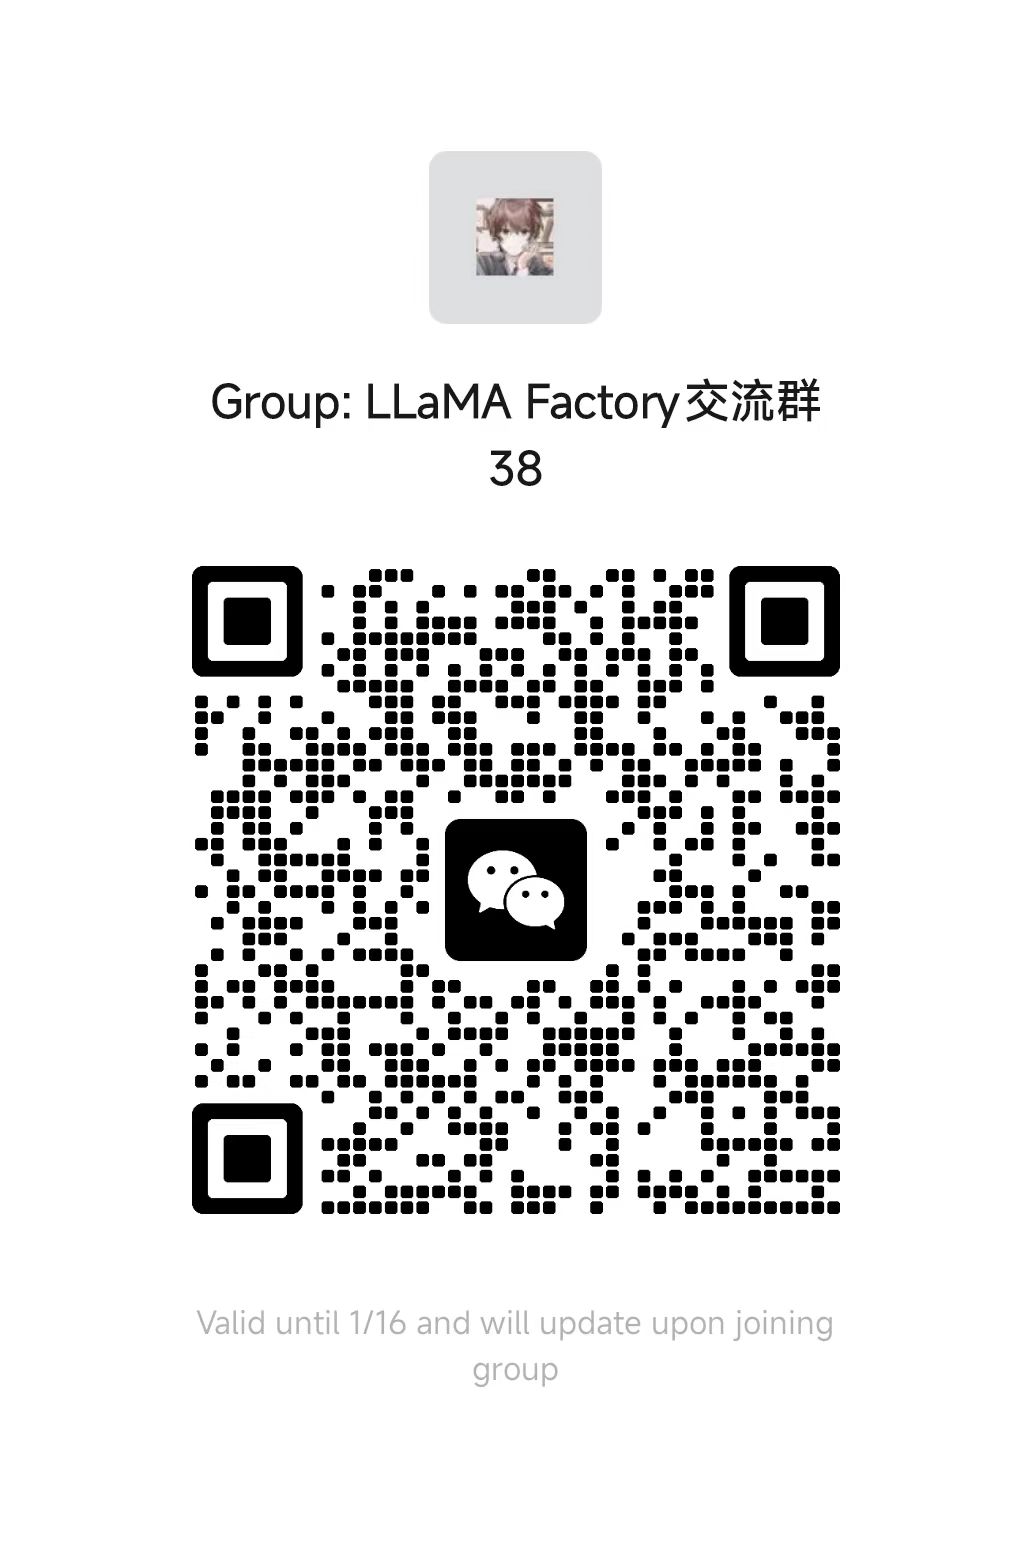 Group: LLaMA Factory交流群
38
Valid until 1/16 and will update upon joining
group